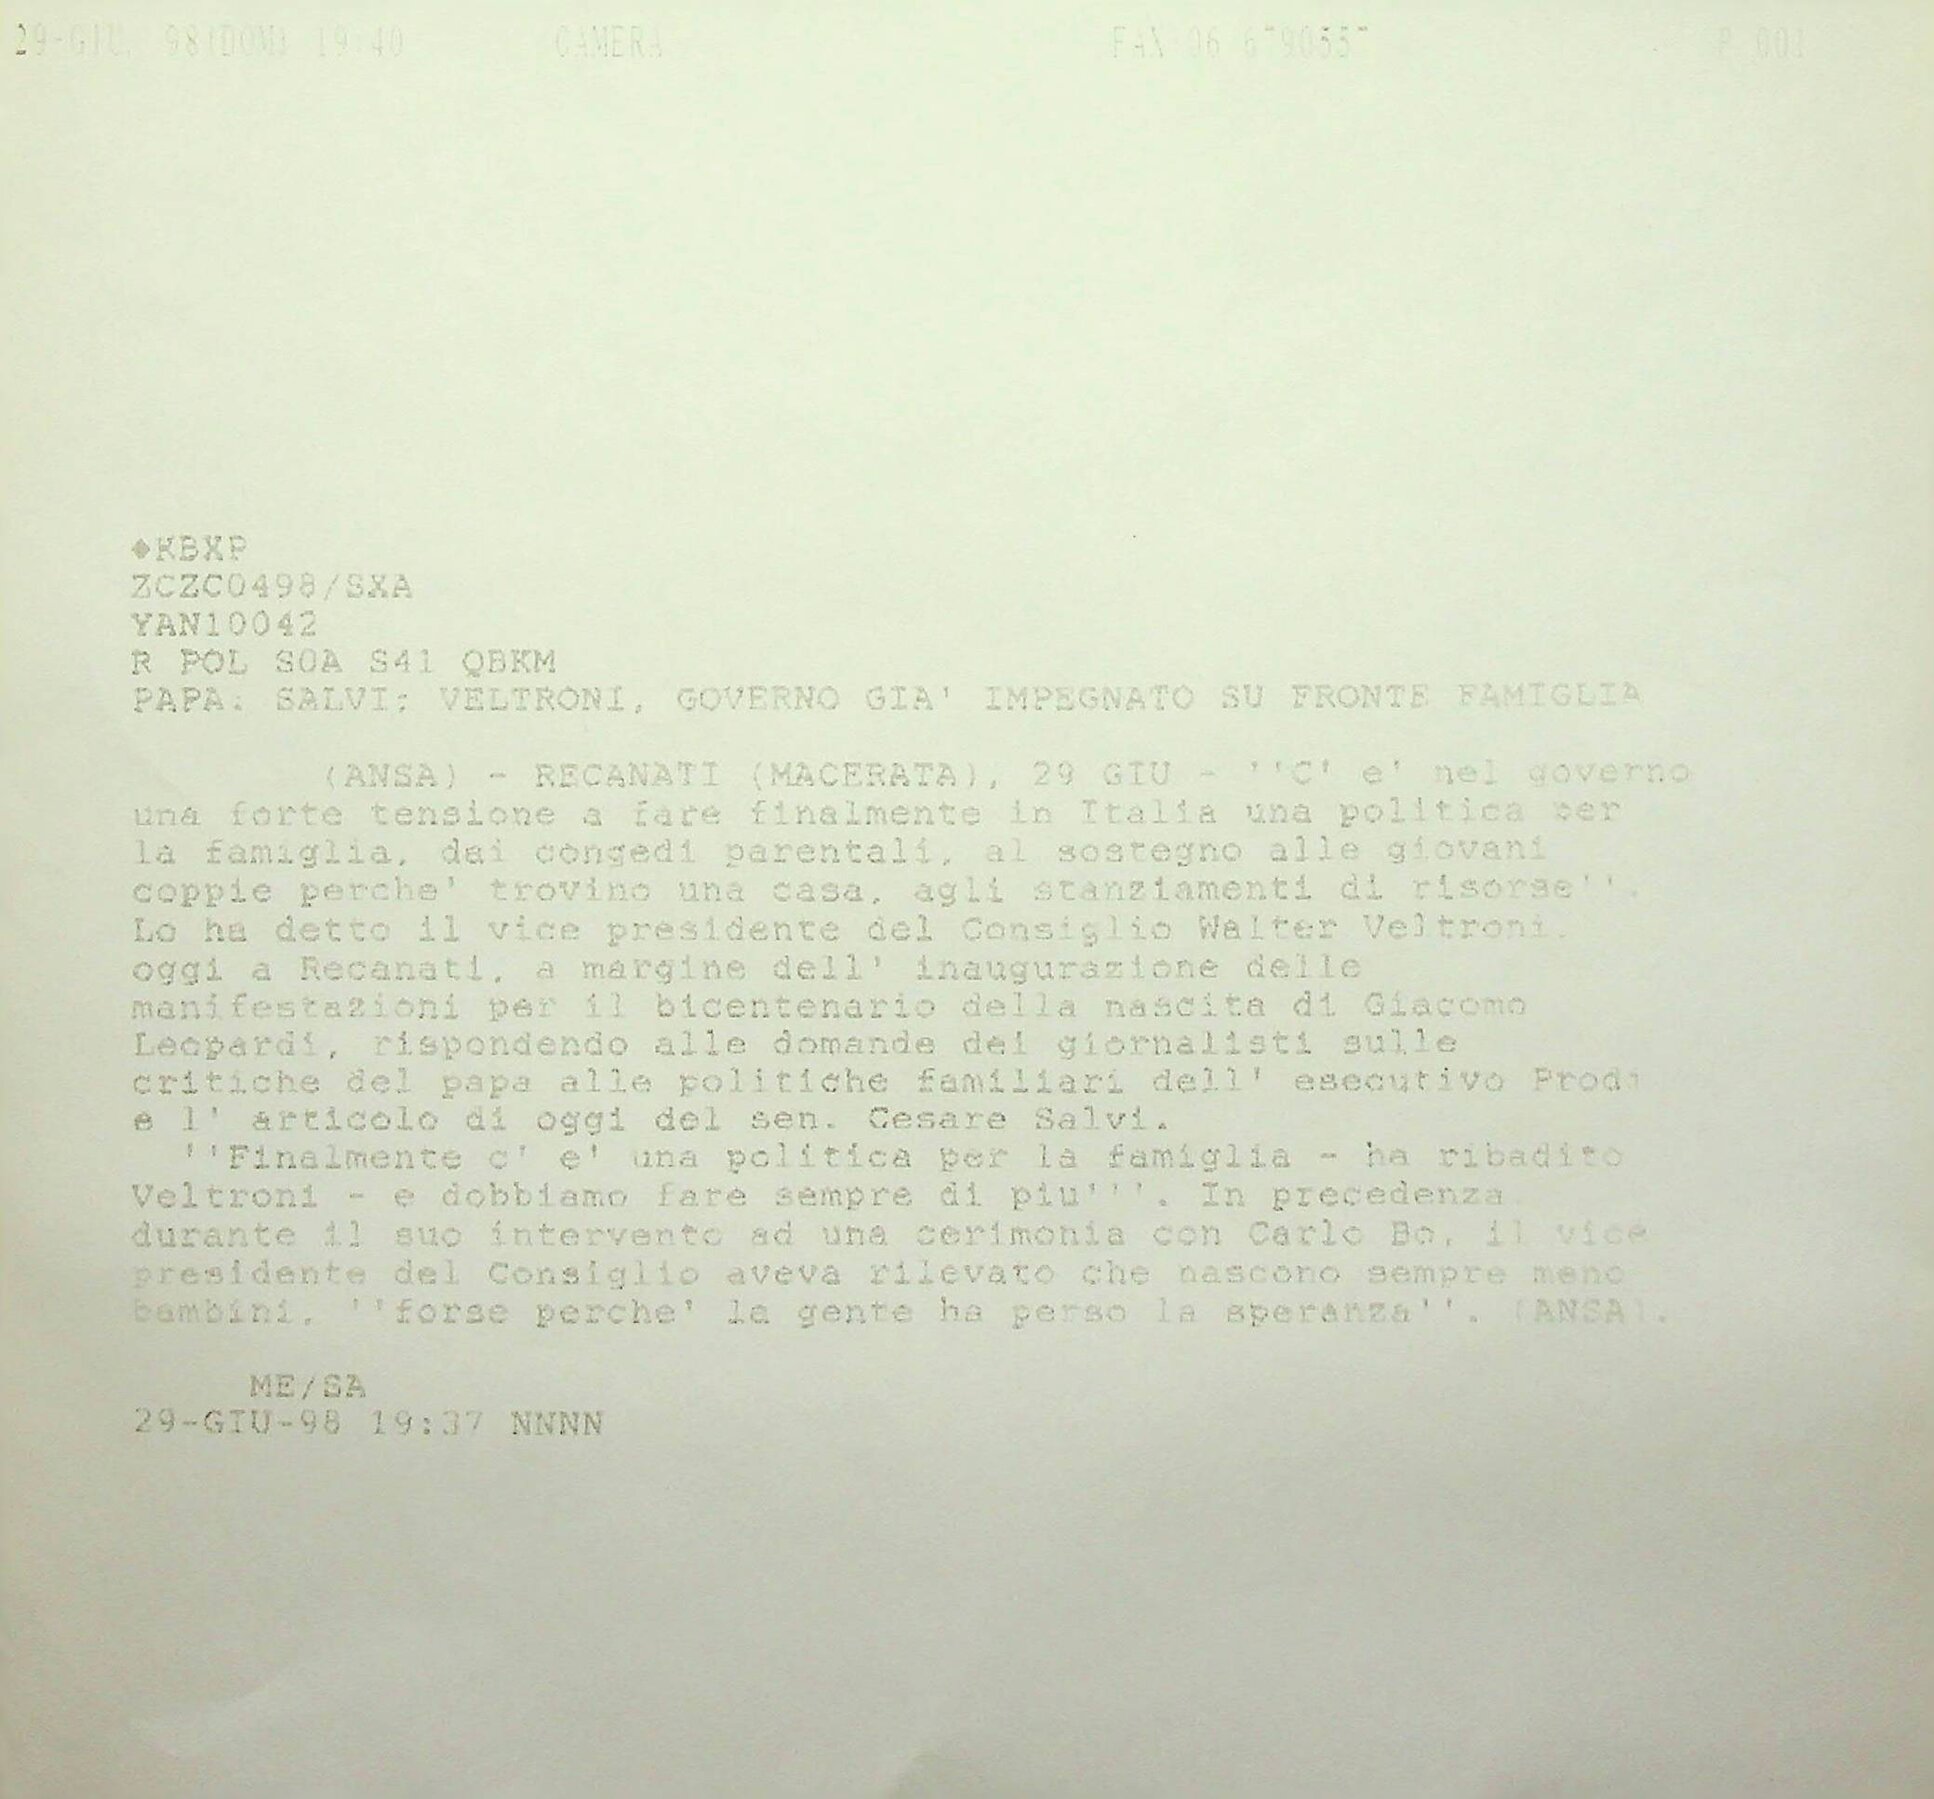 29-GIU, 98(DOM) 19:40 CAMERA FAX 06 P. 001
◆KBXP
ZCZC0498/SXA
YAN10042
R POL S0A S41 QBKM
PAPA: SALVI; VELTRONI, GOVERNO GIA' IMPEGNATO SU FRONTE FAMIGLIA
(ANSA) - RECANATI (MACERATA), 29 GIU - ''C' e' nel governo
una forte tensione a fare finalmente in Italia una politica per
la famiglia, dai congedi parentali, al sostegno alle giovani
coppie perche' trovino una casa, agli stanziamenti di risorse''.
Lo ha detto il vice presidente del Consiglio Walter Veltroni,
oggi a Recanati, a margine dell' inaugurazione delle
manifestazioni per il bicentenario della nascita di Giacomo
Leopardi, rispondendo alle domande dei giornalisti sulle
critiche del papa alle politiche familiari dell' esecutivo Prodi
e l' articolo di oggi del sen. Cesare Salvi.
''Finalmente c' e' una politica per la famiglia - ha ribadito
Veltroni - e dobbiamo fare sempre di piu'''. In precedenza
durante il suo intervento ad una cerimonia con Carlo Bo, il vice
presidente del Consiglio aveva rilevato che nascono sempre meno
bambini, ''forse perche' la gente ha perso la speranza''. (ANSA).
ME/SA
29-GIU-98 19:37 NNNN